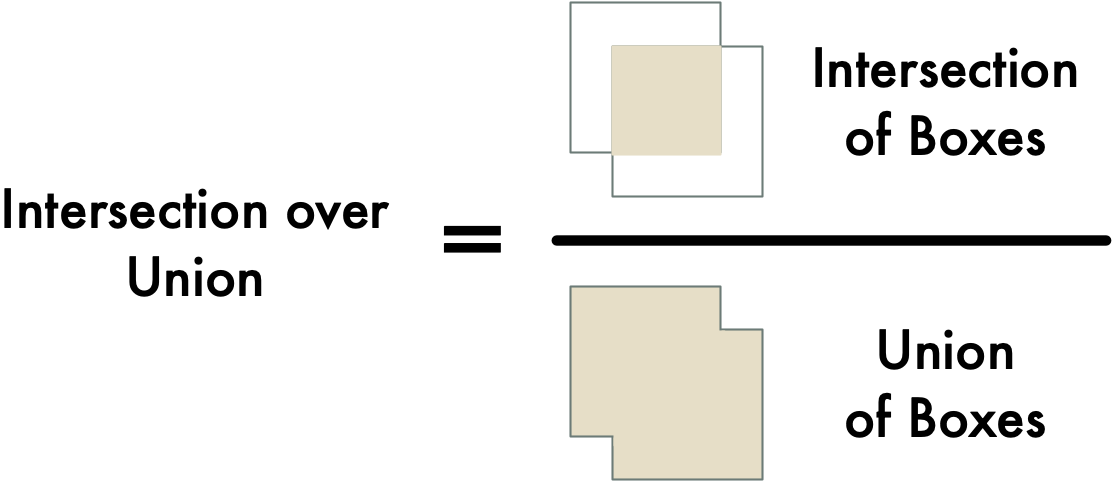 Intersection over
Union
=
Intersection
of Boxes
Union
of Boxes